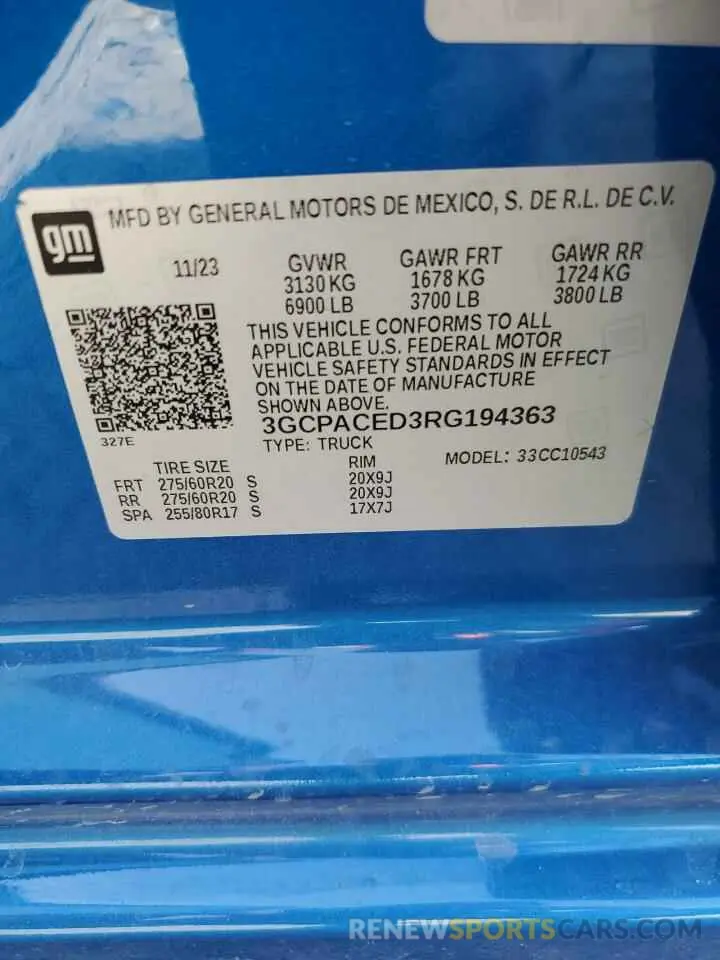 gm
MFD BY GENERAL MOTORS DE MEXICO, S. DE R.L. DE C.V.
11/23
GVWR
3130 KG
6900 LB
GAWR FRT
1678 KG
3700 LB
GAWR RR
1724 KG
3800 LB
THIS VEHICLE CONFORMS TO ALL
APPLICABLE U.S. FEDERAL MOTOR
VEHICLE SAFETY STANDARDS IN EFFECT
ON THE DATE OF MANUFACTURE
SHOWN ABOVE.
327E
3GCPACED3RG194363
TYPE: TRUCK
MODEL: 33CC10543
TIRE SIZE RIM
FRT 275/60R20 S 20X9J
RR 275/60R20 S 20X9J
SPA 255/80R17 S 17X7J
RENEWSPORTSCARS.COM